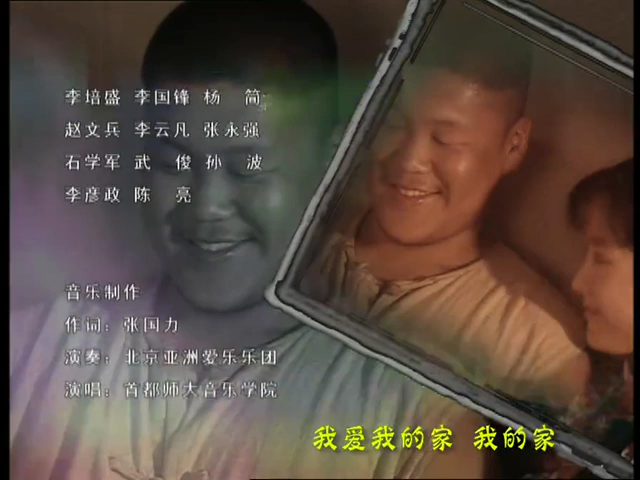 李培盛 李国锋 杨 简
赵文兵 李云凡 张永强
石学军 武 俊 孙 波
李彦政 陈 亮
音乐制作
作词：张国力
演奏：北京亚洲爱乐乐团
演唱：首都师大音乐学院
我爱我的家 我的家